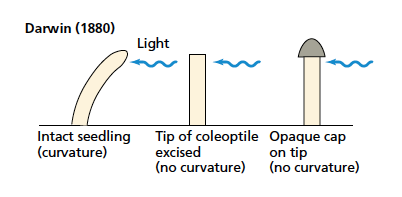 Darwin (1880)
Light
Intact seedling
(curvature)
Tip of coleoptile
excised
(no curvature)
Opaque cap
on tip
(no curvature)